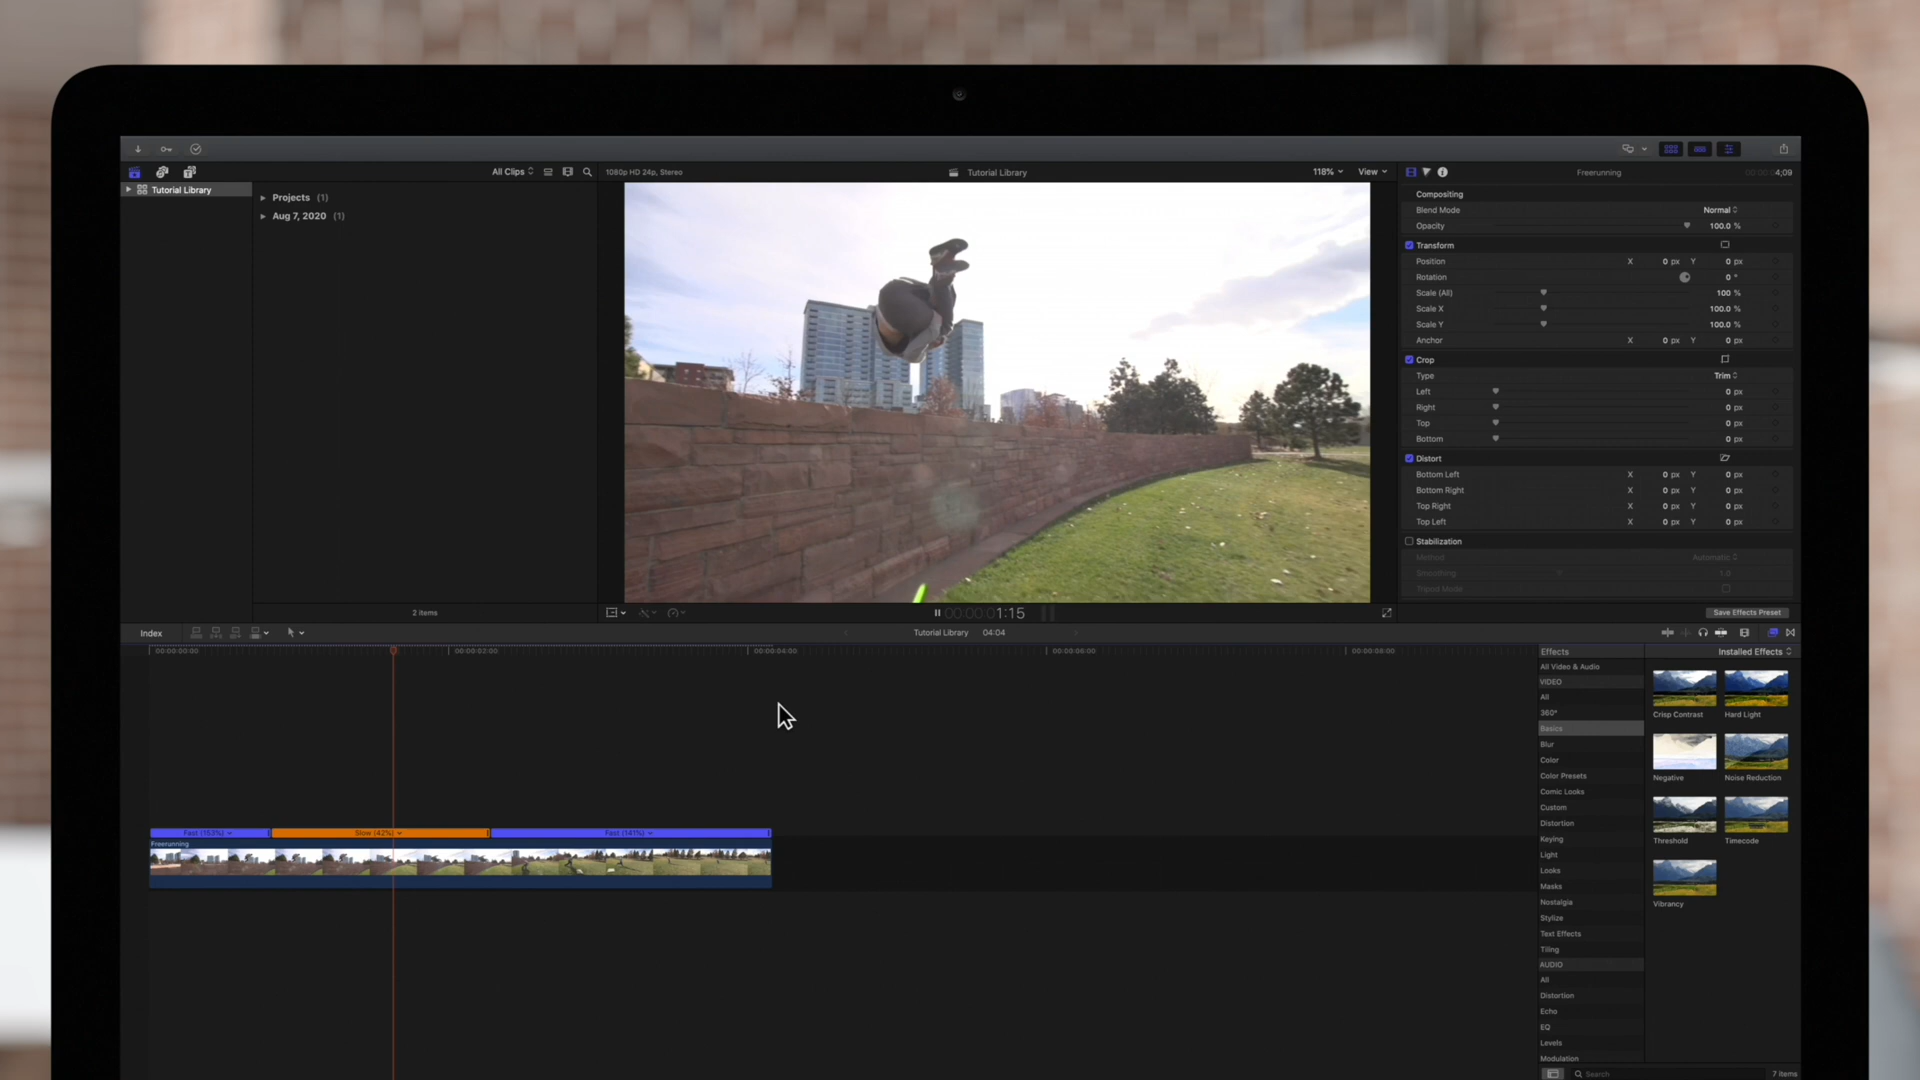 All Clips
1080p HD 24p, Stereo
Tutorial Library
118%
View
Freerunning
4;09
Tutorial Library
Projects (1)
Aug 7, 2020 (1)
2 items
Compositing
Blend Mode Normal
Opacity 100.0 %
Transform
Position X 0 px Y 0 px
Rotation 0 °
Scale (All) 100 %
Scale X 100.0 %
Scale Y 100.0 %
Anchor X 0 px Y 0 px
Crop
Type Trim
Left 0 px
Right 0 px
Top 0 px
Bottom 0 px
Distort
Bottom Left X 0 px Y 0 px
Bottom Right X 0 px Y 0 px
Top Right X 0 px Y 0 px
Top Left X 0 px Y 0 px
Stabilization
Method Automatic
Smoothing 1.0
Tripod Mode
Save Effects Preset
00:00:00:01:15
Index
Tutorial Library 04:04
00:00:00:00
00:00:02:00
00:00:04:00
00:00:06:00
00:00:08:00
Fast (153%)
Slow (42%)
Fast (141%)
Freerunning
Effects
Installed Effects
All Video & Audio
VIDEO
All
360°
Basics
Blur
Color
Color Presets
Comic Looks
Custom
Distortion
Keying
Light
Looks
Masks
Nostalgia
Stylize
Text Effects
Tiling
AUDIO
All
Distortion
Echo
EQ
Levels
Modulation
Crisp Contrast
Hard Light
Negative
Noise Reduction
Threshold
Timecode
Vibrancy
Search
7 items